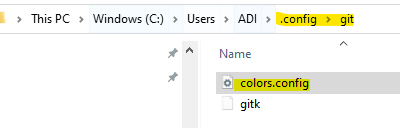 This PC > Windows (C:) > Users > ADI > .config > git
Name
colors.config
gitk